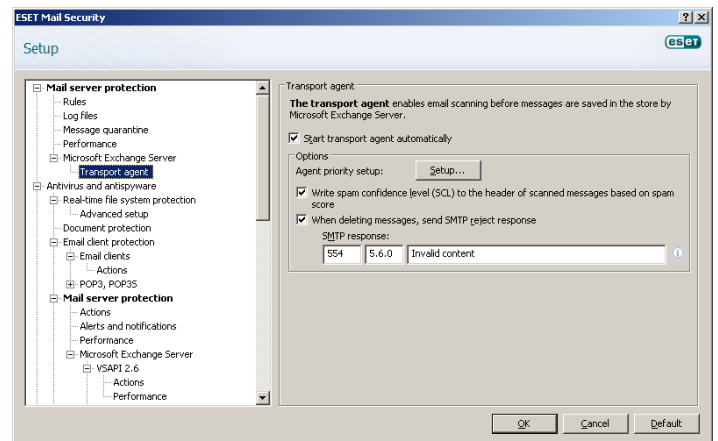 ESET Mail Security
Setup
eset
Mail server protection
Rules
Log files
Message quarantine
Performance
Microsoft Exchange Server
Transport agent
Antivirus and antispyware
Real-time file system protection
Advanced setup
Document protection
Email client protection
Email clients
Actions
POP3, POP3S
Mail server protection
Actions
Alerts and notifications
Performance
Microsoft Exchange Server
VSAPI 2.6
Actions
Performance
Transport agent
The transport agent enables email scanning before messages are saved in the store by
Microsoft Exchange Server.
Start transport agent automatically
Options
Agent priority setup: Setup...
Write spam confidence level (SCL) to the header of scanned messages based on spam
score
When deleting messages, send SMTP reject response
SMTP response:
554 5.6.0 Invalid content
OK Cancel Default